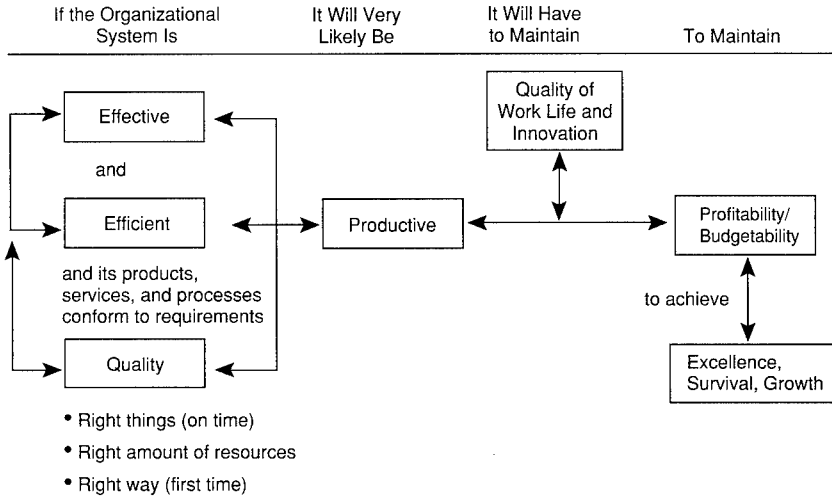 If the Organizational
System Is
It Will Very
Likely Be
It Will Have
to Maintain
To Maintain
Effective
and
Efficient
and its products,
services, and processes
conform to requirements
Quality
• Right things (on time)
• Right amount of resources
• Right way (first time)
Productive
Quality of
Work Life and
Innovation
Profitability/
Budgetability
to achieve
Excellence,
Survival, Growth